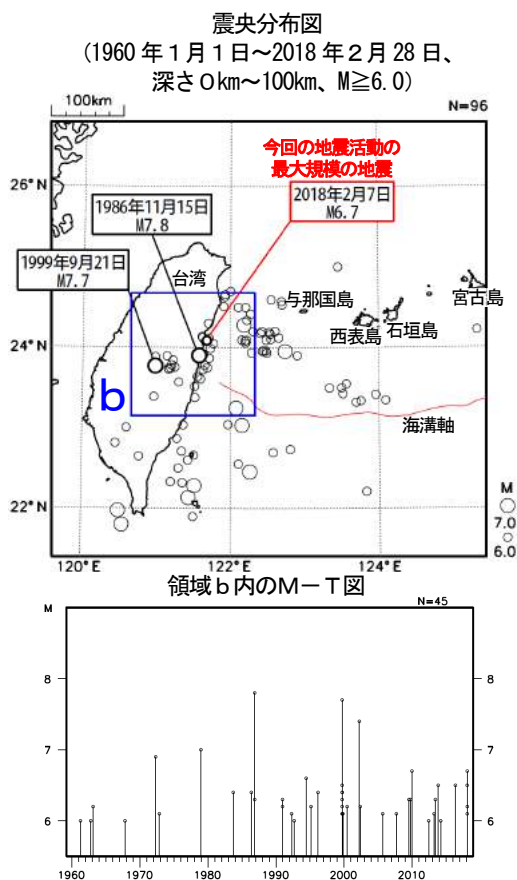 震央分布図
(1960年1月1日～2018年2月28日、
深さ0km～100km、M≧6.0)
100km
N=96
今回の地震活動の
最大規模の地震
2018年2月7日
M6.7
26°N
1986年11月15日
M7.8
1999年9月21日
M7.7
台湾
与那国島
宮古島
西表島
石垣島
24°N
b
海溝軸
22°N
M
7.0
6.0
120°E
122°E
124°E
領域b内のM－T図
M
N=45
8
8
7
7
6
6
1960
1970
1980
1990
2000
2010